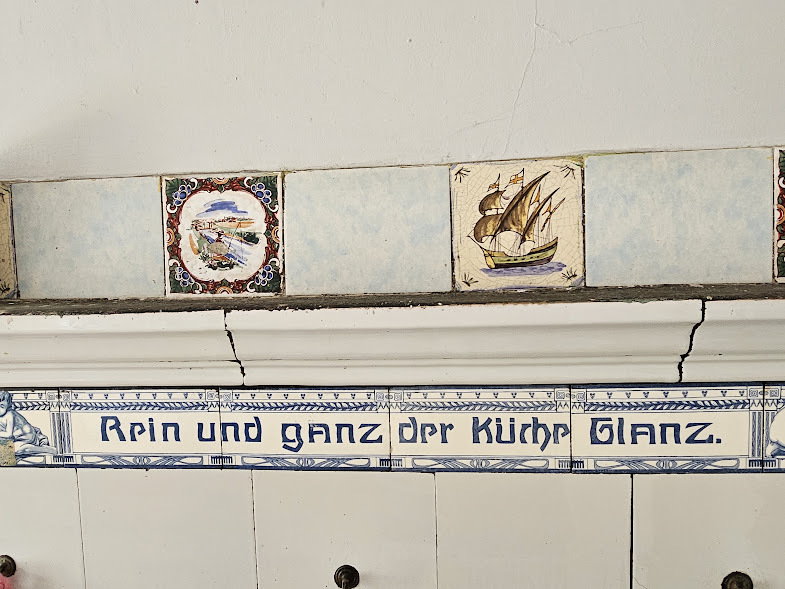 Rein und ganz der Küche Glanz.